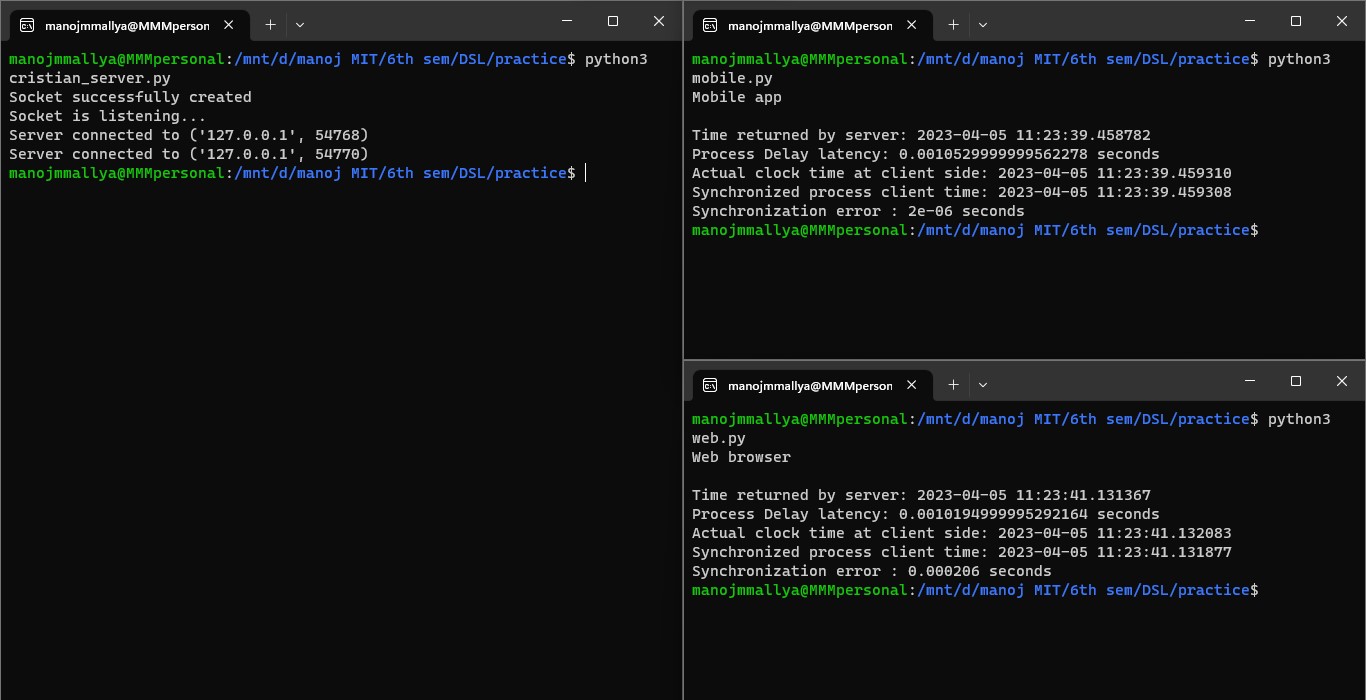 manojmmallya@MMMperson
manojmmallya@MMMpersonal:/mnt/d/manoj MIT/6th sem/DSL/practice$ python3
cristian_server.py
Socket successfully created
Socket is listening...
Server connected to ('127.0.0.1', 54768)
Server connected to ('127.0.0.1', 54770)
manojmmallya@MMMpersonal:/mnt/d/manoj MIT/6th sem/DSL/practice$
manojmmallya@MMMperson
manojmmallya@MMMpersonal:/mnt/d/manoj MIT/6th sem/DSL/practice$ python3
mobile.py
Mobile app
Time returned by server: 2023-04-05 11:23:39.458782
Process Delay latency: 0.0010529999999562278 seconds
Actual clock time at client side: 2023-04-05 11:23:39.459310
Synchronized process client time: 2023-04-05 11:23:39.459308
Synchronization error : 2e-06 seconds
manojmmallya@MMMpersonal:/mnt/d/manoj MIT/6th sem/DSL/practice$
manojmmallya@MMMperson
manojmmallya@MMMpersonal:/mnt/d/manoj MIT/6th sem/DSL/practice$ python3
web.py
Web browser
Time returned by server: 2023-04-05 11:23:41.131367
Process Delay latency: 0.0010194999995292164 seconds
Actual clock time at client side: 2023-04-05 11:23:41.132083
Synchronized process client time: 2023-04-05 11:23:41.131877
Synchronization error : 0.000206 seconds
manojmmallya@MMMpersonal:/mnt/d/manoj MIT/6th sem/DSL/practice$